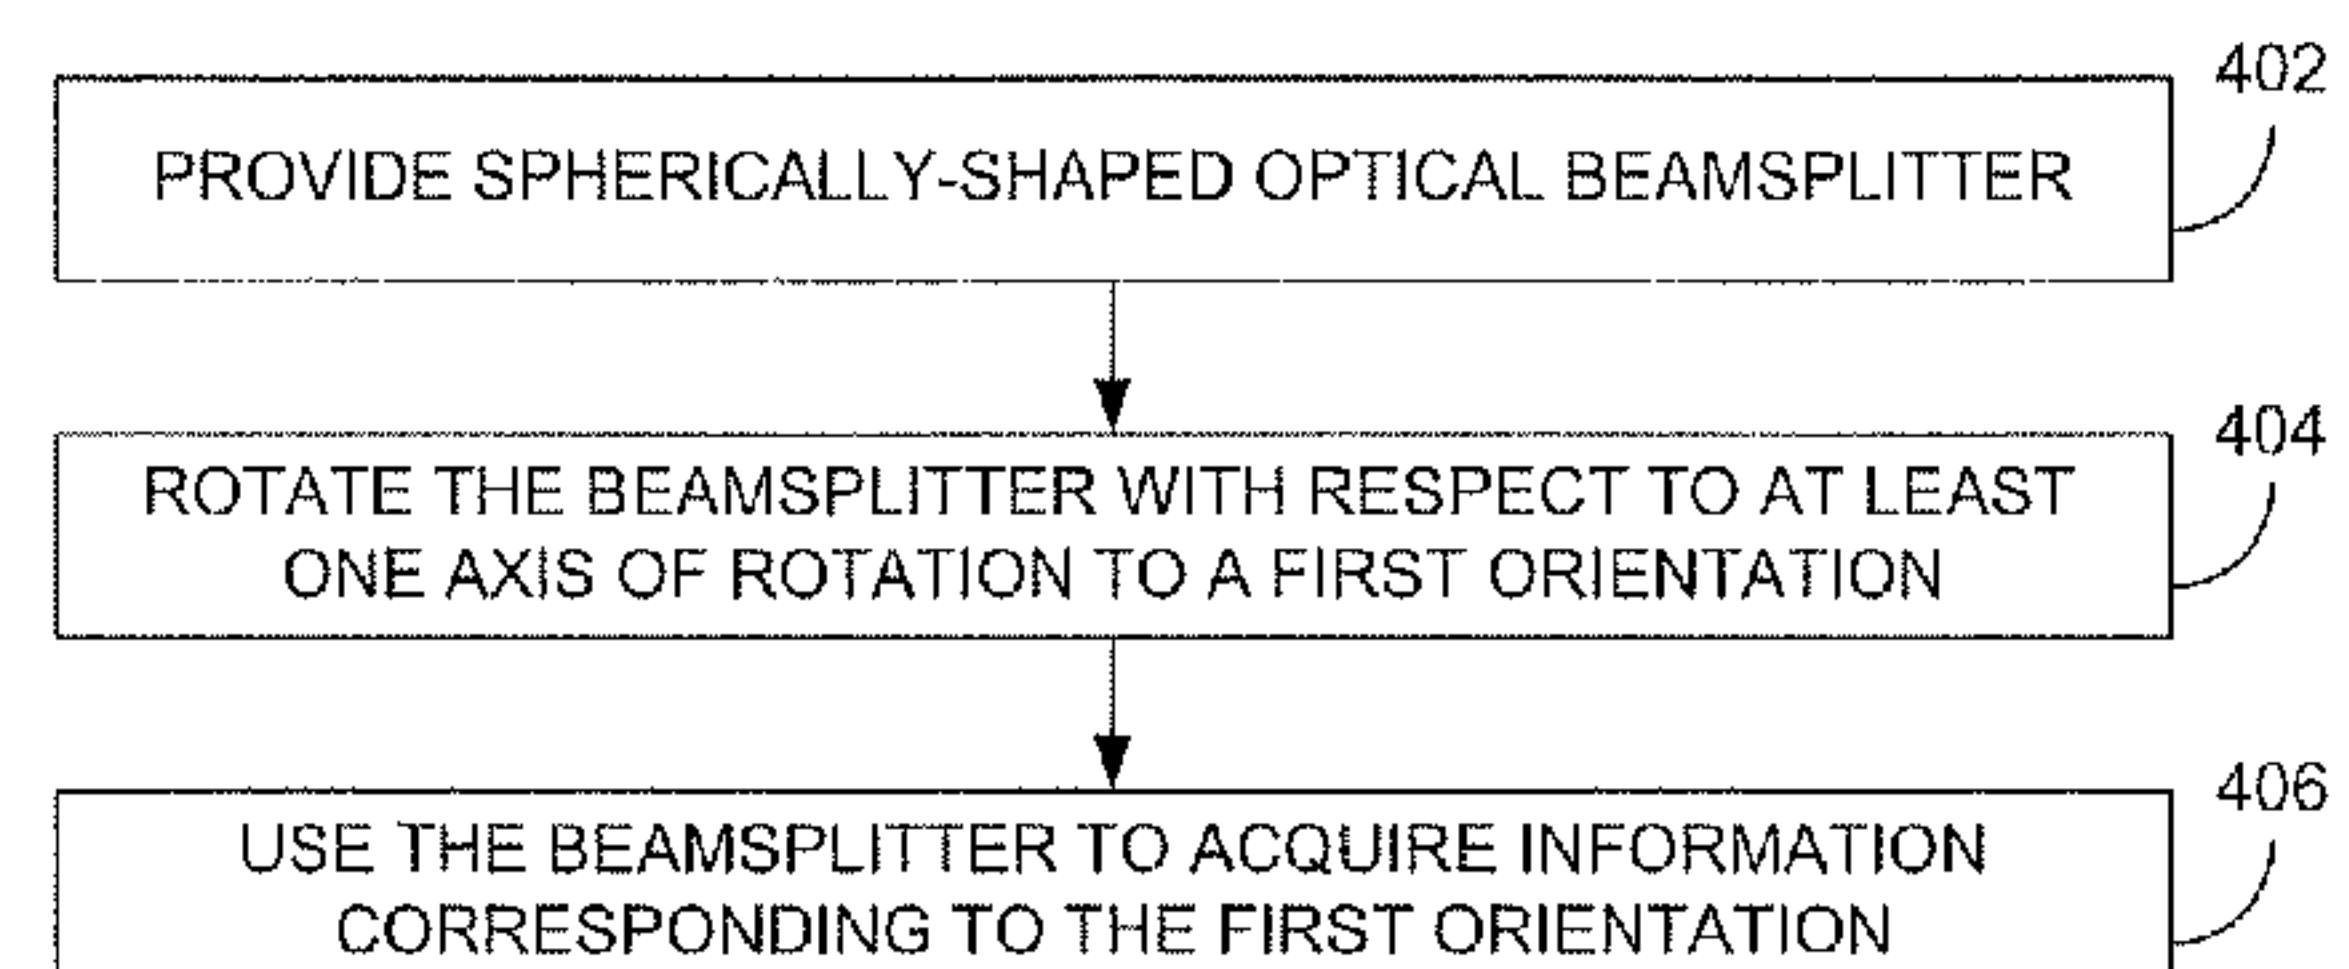 402
PROVIDE SPHERICALLY-SHAPED OPTICAL BEAMSPLITTER
404
ROTATE THE BEAMSPLITTER WITH RESPECT TO AT LEAST
ONE AXIS OF ROTATION TO A FIRST ORIENTATION
406
USE THE BEAMSPLITTER TO ACQUIRE INFORMATION
CORRESPONDING TO THE FIRST ORIENTATION